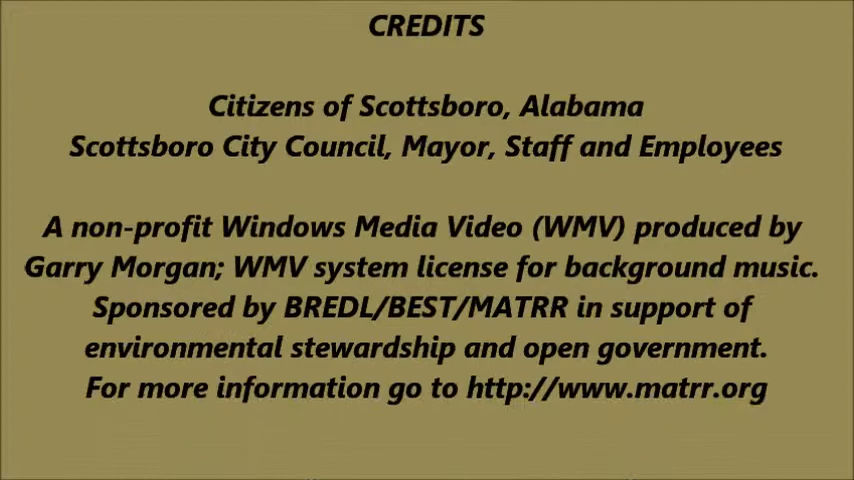 CREDITS
Citizens of Scottsboro, Alabama
Scottsboro City Council, Mayor, Staff and Employees
A non-profit Windows Media Video (WMV) produced by
Garry Morgan; WMV system license for background music.
Sponsored by BREDL/BEST/MATRR in support of
environmental stewardship and open government.
For more information go to http://www.matrr.org